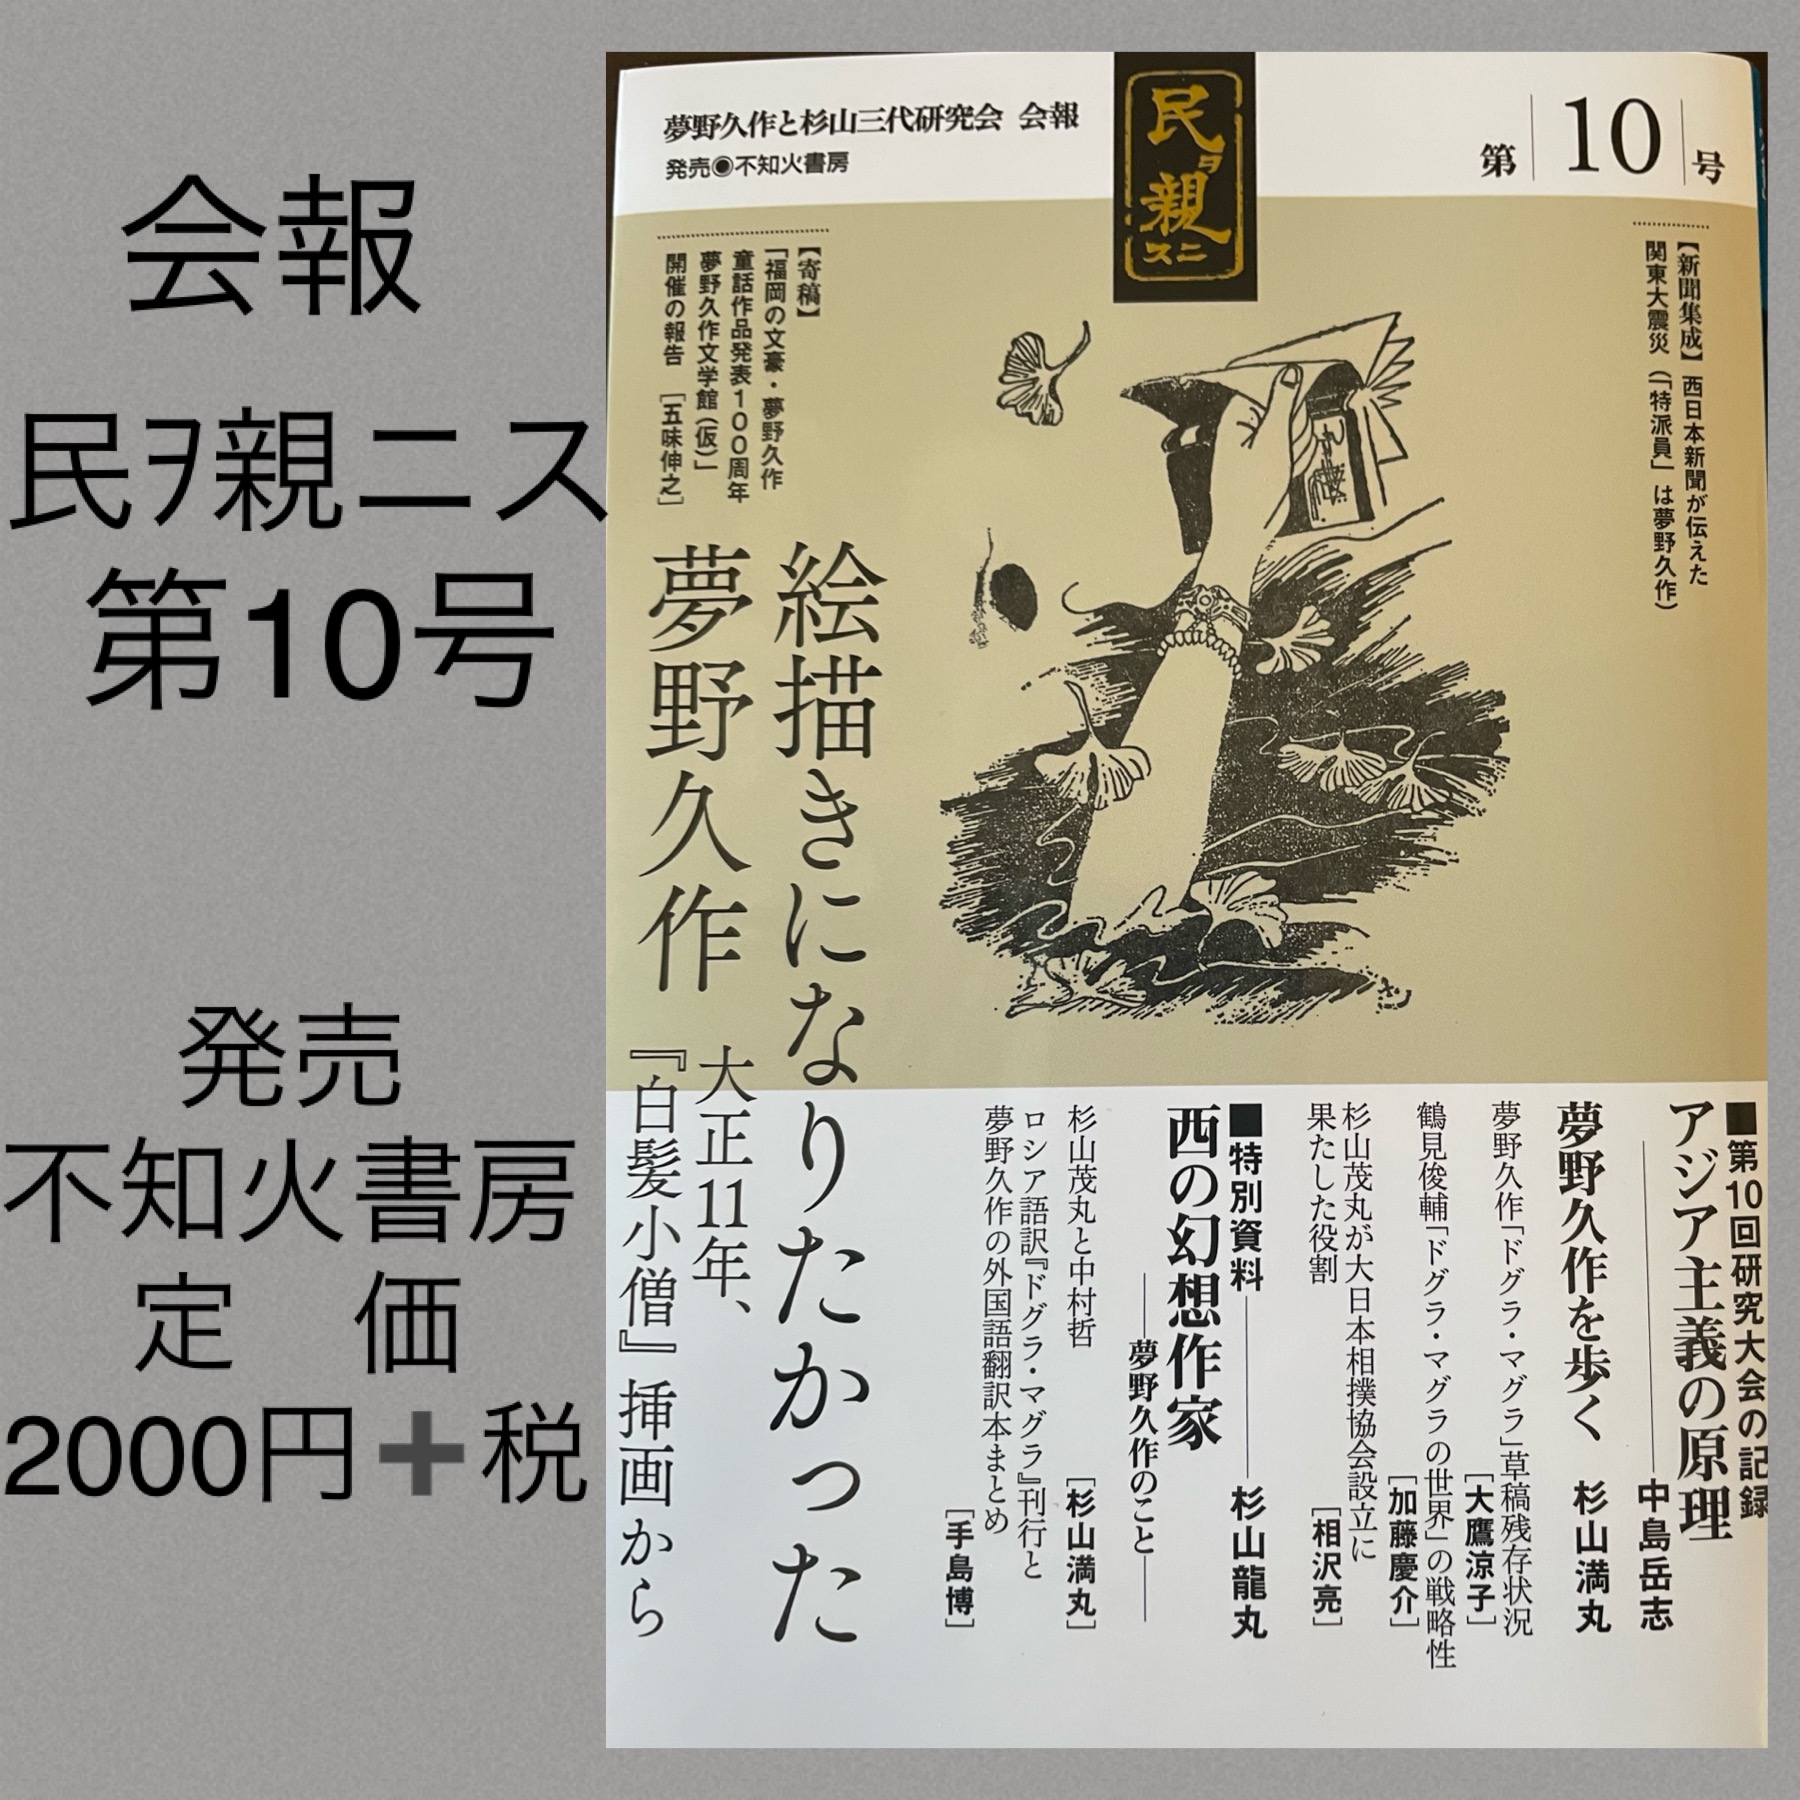 会報
民ヲ親ニス
第10号
発売
不知火書房
定　価
2000円➕税
夢野久作と杉山三代研究会 会報
発売◉不知火書房
民ヲ親ニス
第10号
【新聞集成】西日本新聞が伝えた
関東大震災（「特派員」は夢野久作）
【寄稿】
「福岡の文豪・夢野久作
童話作品発表100周年
夢野久作文学館（仮）」
開催の報告　［五味伸之］
絵描きになりたかった
夢野久作
大正11年、
『白髪小僧』挿画から
■第10回研究大会の記録
アジア主義の原理
――中島岳志
夢野久作を歩く　杉山満丸
夢野久作「ドグラ・マグラ」草稿残存状況
［大鷹涼子］
鶴見俊輔「ドグラ・マグラの世界」の戦略性
［加藤慶介］
杉山茂丸が大日本相撲協会設立に
果たした役割　［相沢亮］
■特別資料――杉山龍丸
西の幻想作家
――夢野久作のこと――
杉山茂丸と中村哲　［杉山満丸］
ロシア語訳『ドグラ・マグラ』刊行と
夢野久作の外国語翻訳本まとめ
［手島博］